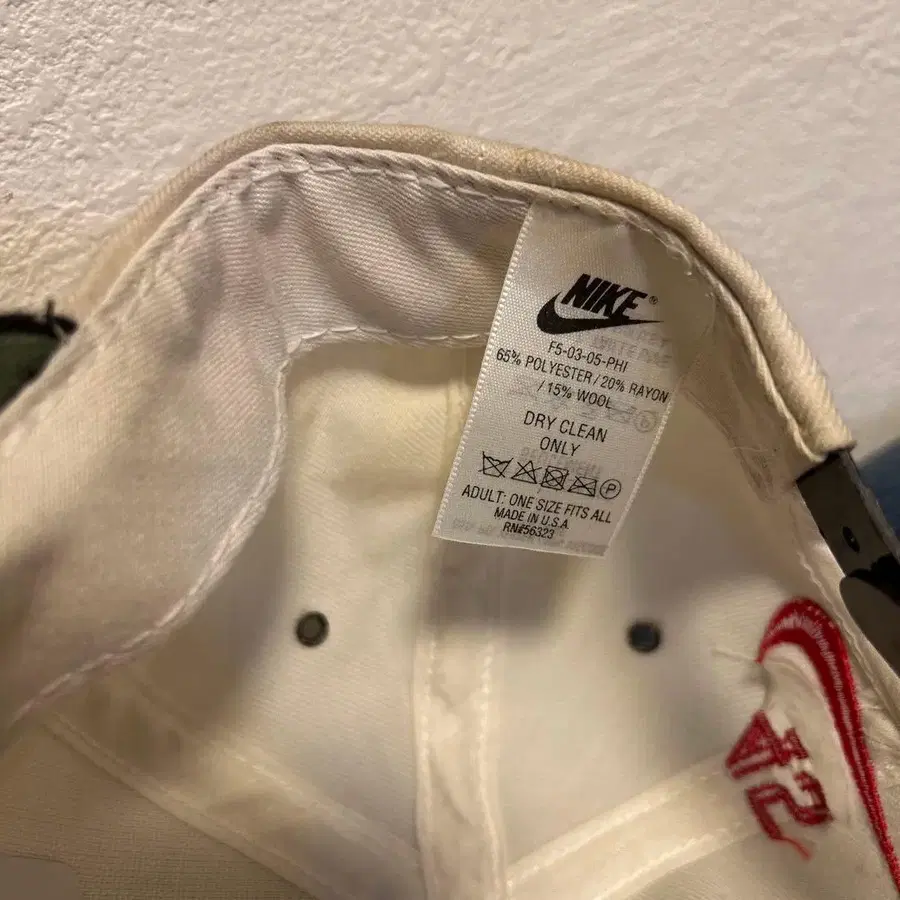 NIKE®
F5-03-05-PHI
65% POLYESTER/20% RAYON
/15% WOOL
DRY CLEAN
ONLY
P
ADULT: ONE SIZE FITS ALL
MADE IN U.S.A
RN#56323